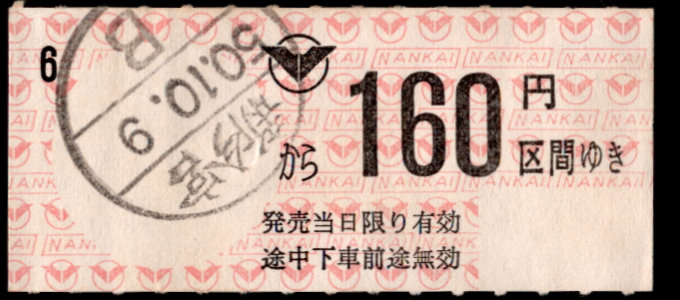 6
B
50.10.9
から 160 円
区間ゆき
発売当日限り有効
途中下車前途無効
NANKAI